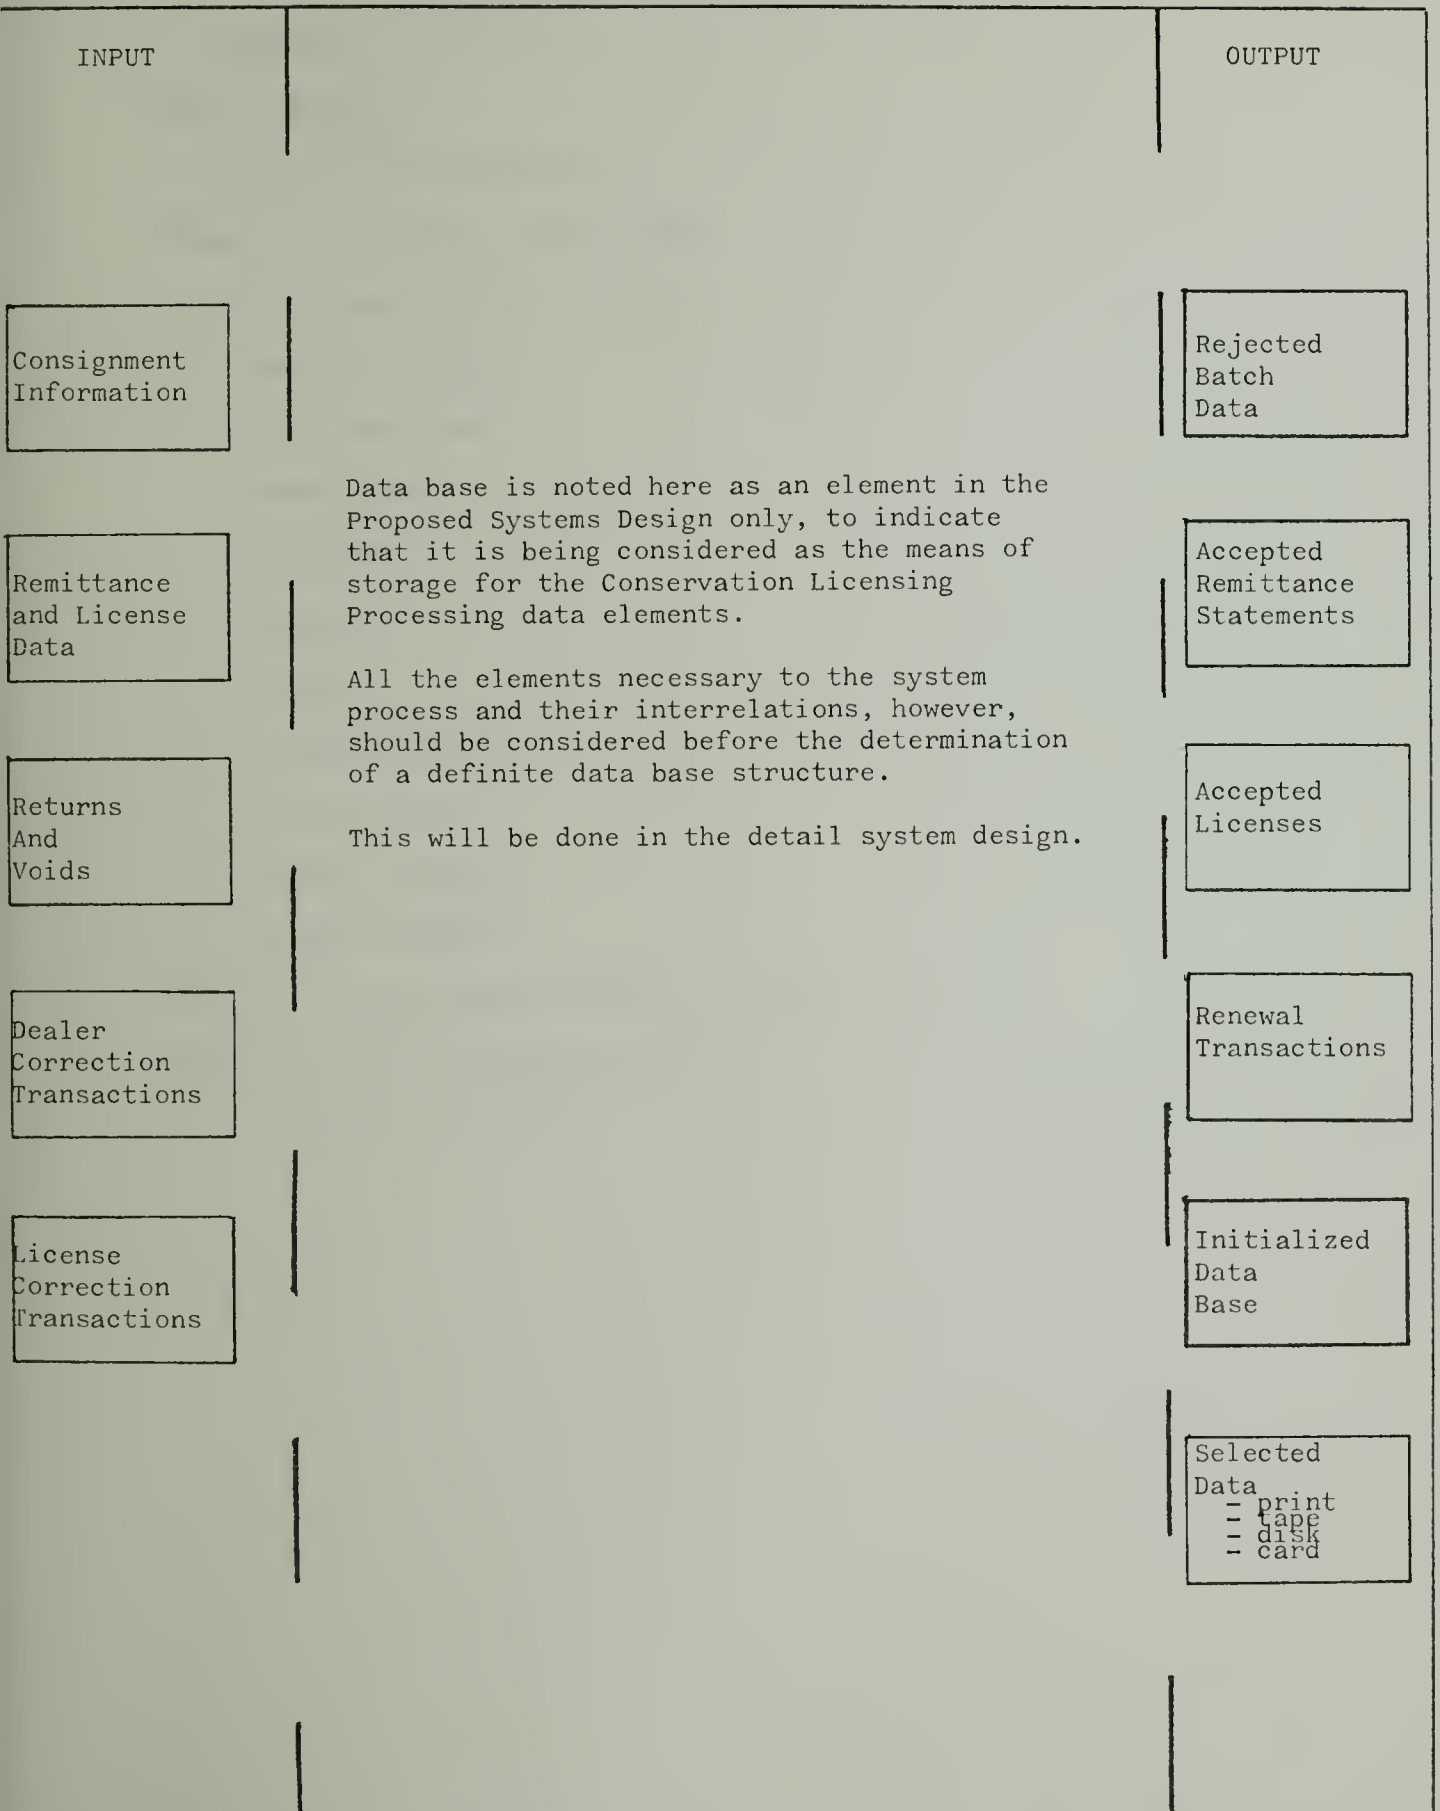 INPUT
Consignment
Information
Remittance
and License
Data
Returns
And
Voids
Dealer
Correction
Transactions
License
Correction
Transactions
Data base is noted here as an element in the
Proposed Systems Design only, to indicate
that it is being considered as the means of
storage for the Conservation Licensing
Processing data elements.
All the elements necessary to the system
process and their interrelations, however,
should be considered before the determination
of a definite data base structure.
This will be done in the detail system design.
OUTPUT
Rejected
Batch
Data
Accepted
Remittance
Statements
Accepted
Licenses
Renewal
Transactions
Initialized
Data
Base
Selected
Data
- print
- tape
- disk
- card